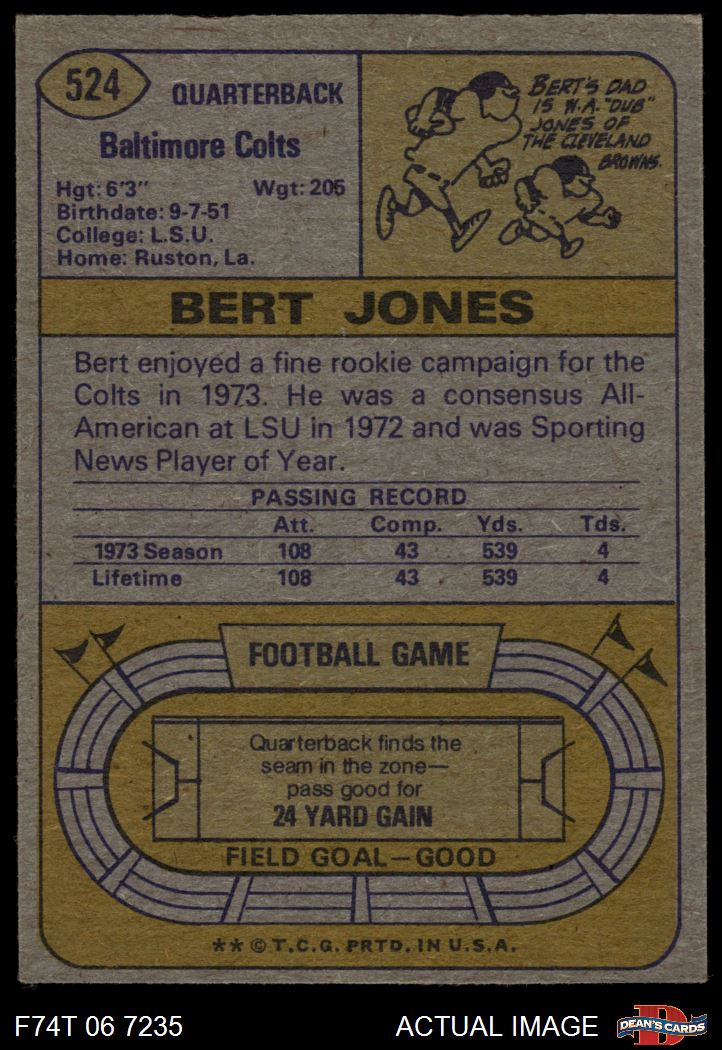 524
QUARTERBACK
Baltimore Colts
Hgt: 6'3" Wgt: 205
Birthdate: 9-7-51
College: L.S.U.
Home: Ruston, La.
BERT'S DAD
IS W.A. "DUB"
JONES OF
THE CLEVELAND
BROWNS.
BERT JONES
Bert enjoyed a fine rookie campaign for the
Colts in 1973. He was a consensus All-
American at LSU in 1972 and was Sporting
News Player of Year.
PASSING RECORD
Att. Comp. Yds. Tds.
1973 Season 108 43 539 4
Lifetime 108 43 539 4
FOOTBALL GAME
Quarterback finds the
seam in the zone—
pass good for
24 YARD GAIN
FIELD GOAL—GOOD
** © T.C.G. PRTD. IN U.S.A.
F74T 06 7235 ACTUAL IMAGE
D
DEAN'S CARDS